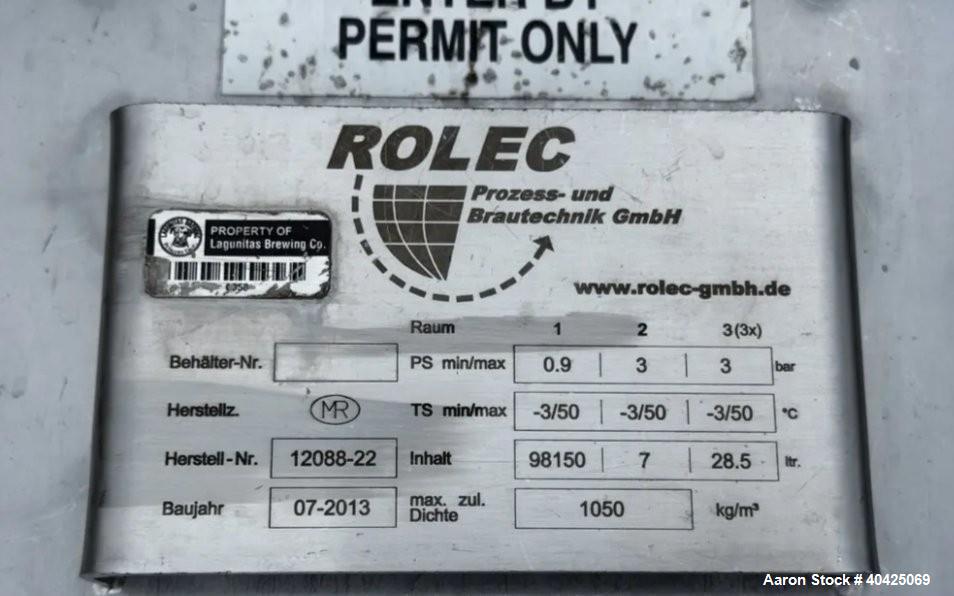 ENTER BY
PERMIT ONLY
ROLEC
Prozess- und
Brautechnik GmbH
PROPERTY OF
Lagunitas Brewing Co.
www.rolec-gmbh.de
Raum 1 2 3 (3x)
Behälter-Nr. PS min/max 0.9 | 3 | 3 bar
Herstellz. MR TS min/max -3/50 | -3/50 | -3/50 °C
Herstell-Nr. 12088-22 Inhalt 98150 | 7 | 28.5 ltr.
Baujahr 07-2013 max. zul. Dichte 1050 kg/m³
Aaron Stock # 40425069